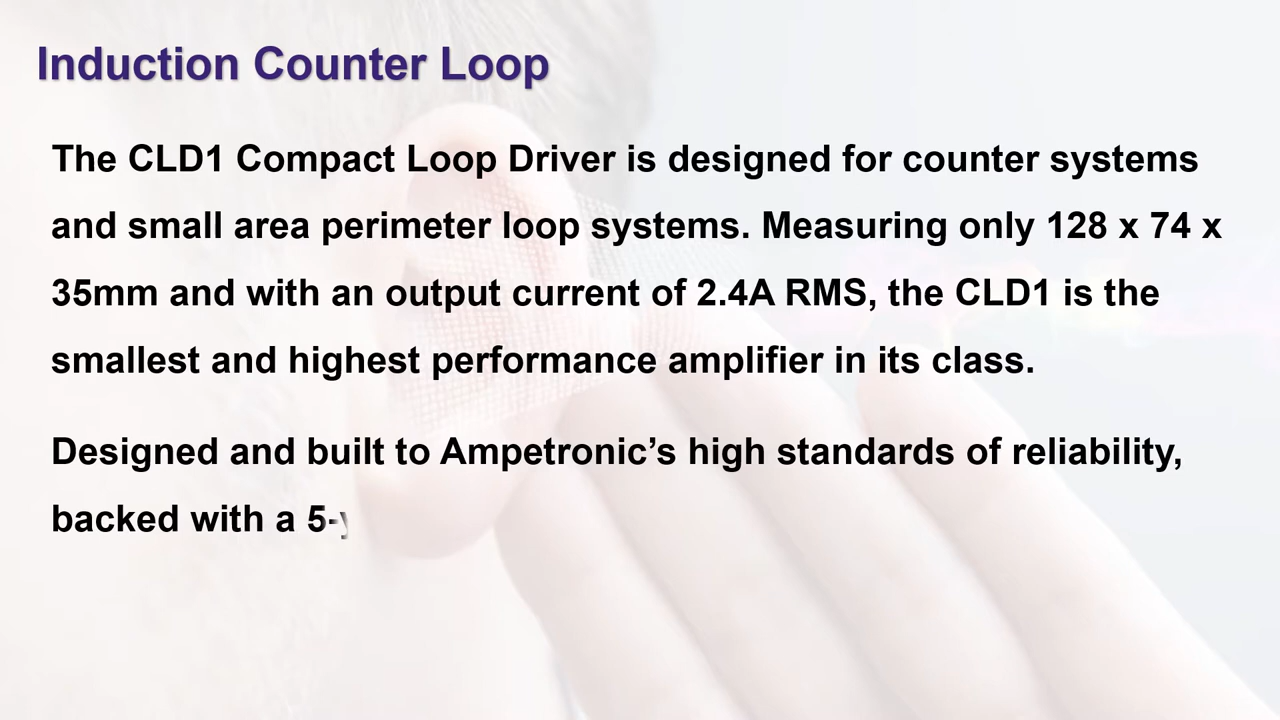 Induction Counter Loop
The CLD1 Compact Loop Driver is designed for counter systems
and small area perimeter loop systems. Measuring only 128 x 74 x
35mm and with an output current of 2.4A RMS, the CLD1 is the
smallest and highest performance amplifier in its class.
Designed and built to Ampetronic’s high standards of reliability,
backed with a 5-